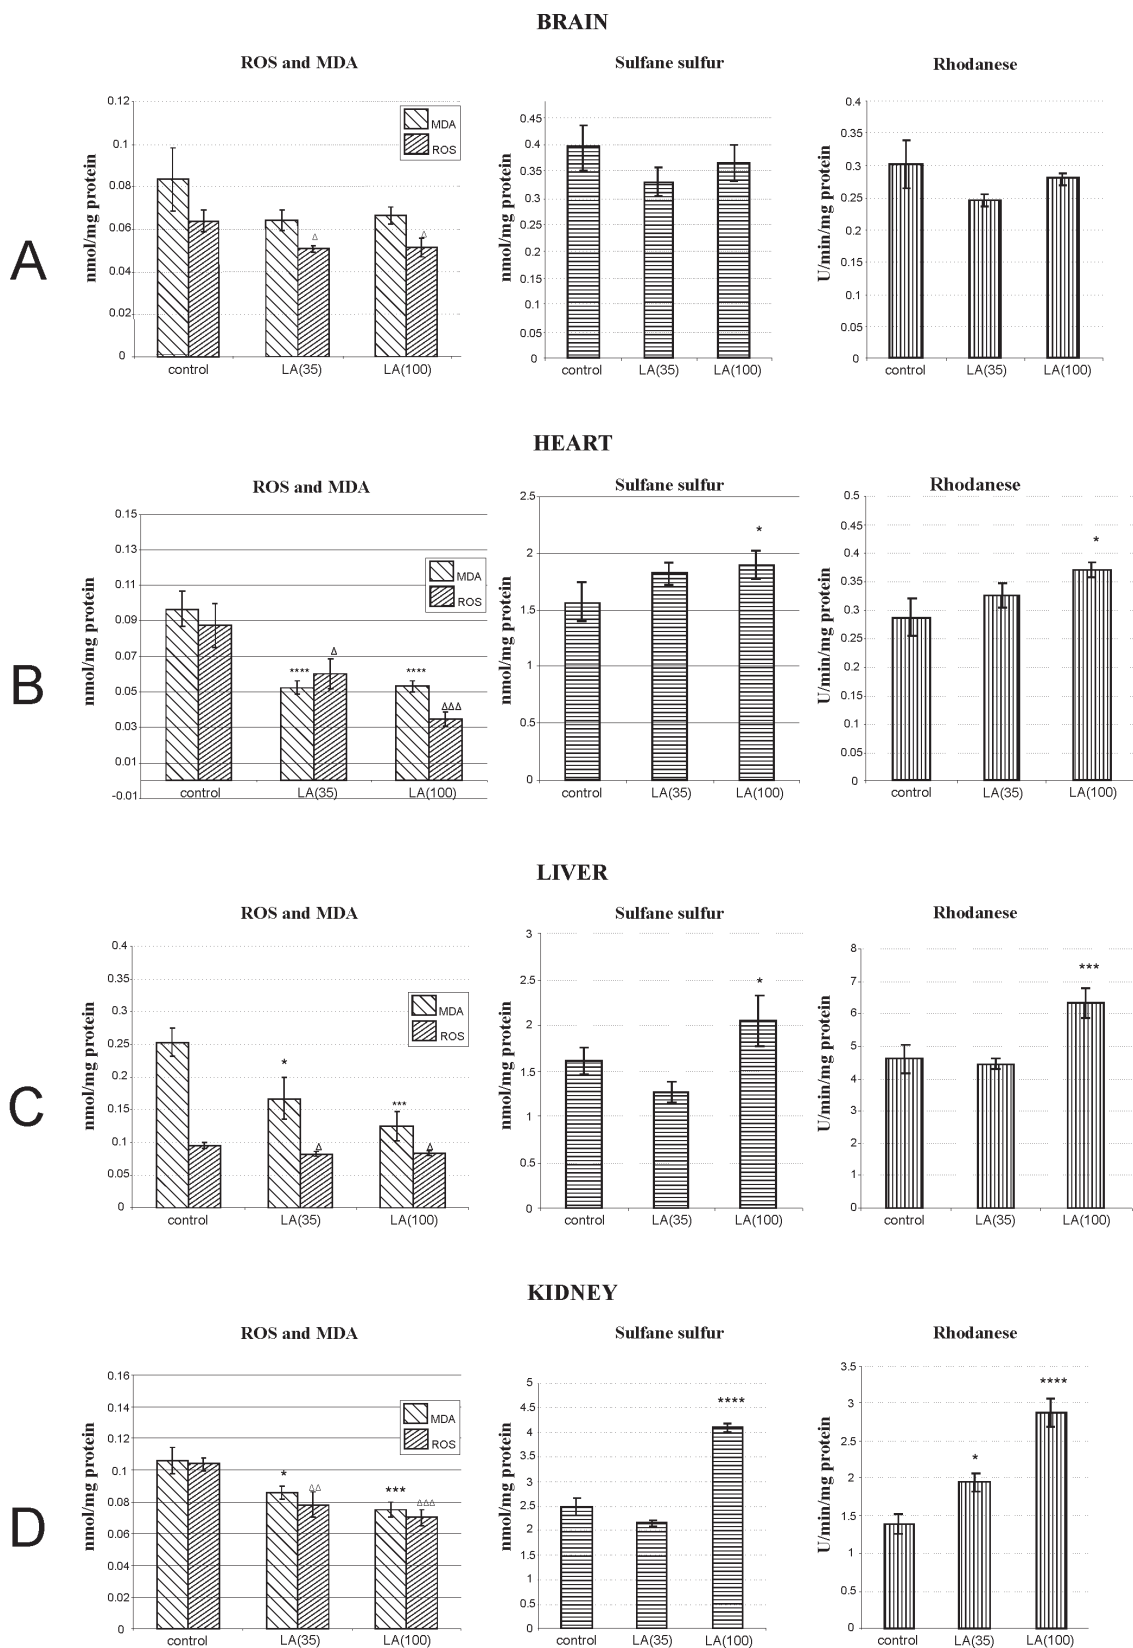 BRAIN
ROS and MDA
Sulfane sulfur
Rhodanese
A
nmol/mg protein
0.12
0.1
0.08
0.06
0.04
0.02
0
MDA
ROS
Δ
Δ
control
LA(35)
LA(100)
nmol/mg protein
0.45
0.4
0.35
0.3
0.25
0.2
0.15
0.1
0.05
0
control
LA(35)
LA(100)
U/min/mg protein
0.4
0.35
0.3
0.25
0.2
0.15
0.1
0.05
0
control
LA(35)
LA(100)
HEART
ROS and MDA
Sulfane sulfur
Rhodanese
B
nmol/mg protein
0.15
0.13
0.11
0.09
0.07
0.05
0.03
0.01
-0.01
MDA
ROS
****
Δ
****
ΔΔΔ
control
LA(35)
LA(100)
nmol/mg protein
2.5
2
1.5
1
0.5
0
*
control
LA(35)
LA(100)
U/min/mg protein
0.5
0.45
0.4
0.35
0.3
0.25
0.2
0.15
0.1
0.05
0
*
control
LA(35)
LA(100)
LIVER
ROS and MDA
Sulfane sulfur
Rhodanese
C
nmol/mg protein
0.4
0.35
0.3
0.25
0.2
0.15
0.1
0.05
0
MDA
ROS
*
Δ
***
Δ
control
LA(35)
LA(100)
nmol/mg protein
3
2.5
2
1.5
1
0.5
0
*
control
LA(35)
LA(100)
U/min/mg protein
8
7
6
5
4
3
2
1
0
***
control
LA(35)
LA(100)
KIDNEY
ROS and MDA
Sulfane sulfur
Rhodanese
D
nmol/mg protein
0.16
0.14
0.12
0.1
0.08
0.06
0.04
0.02
0
MDA
ROS
*
ΔΔ
***
ΔΔΔ
control
LA(35)
LA(100)
nmol/mg protein
5
4.5
4
3.5
3
2.5
2
1.5
1
0.5
0
****
control
LA(35)
LA(100)
U/min/mg protein
3.5
3
2.5
2
1.5
1
0.5
0
*
****
control
LA(35)
LA(100)